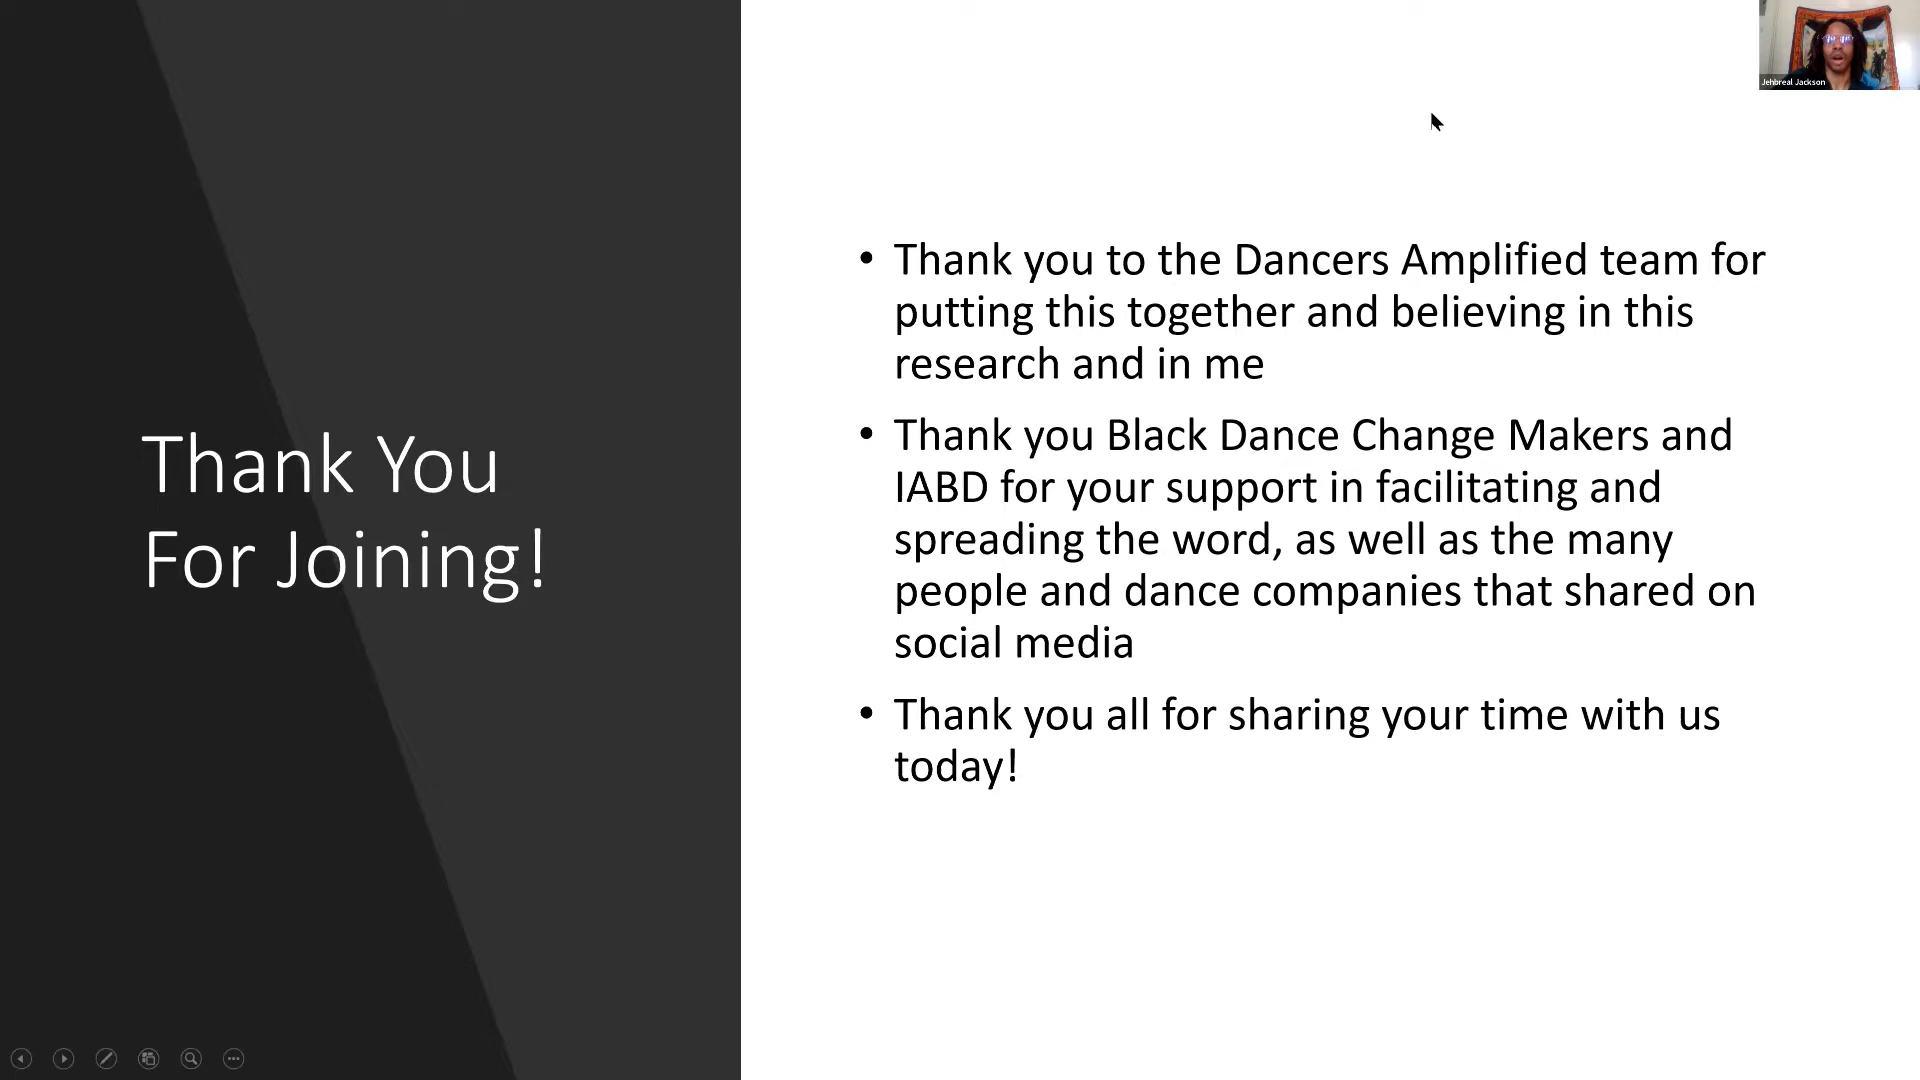 Jehbreal Jackson
Thank You
For Joining!
• Thank you to the Dancers Amplified team for
putting this together and believing in this
research and in me
• Thank you Black Dance Change Makers and
IABD for your support in facilitating and
spreading the word, as well as the many
people and dance companies that shared on
social media
• Thank you all for sharing your time with us
today!